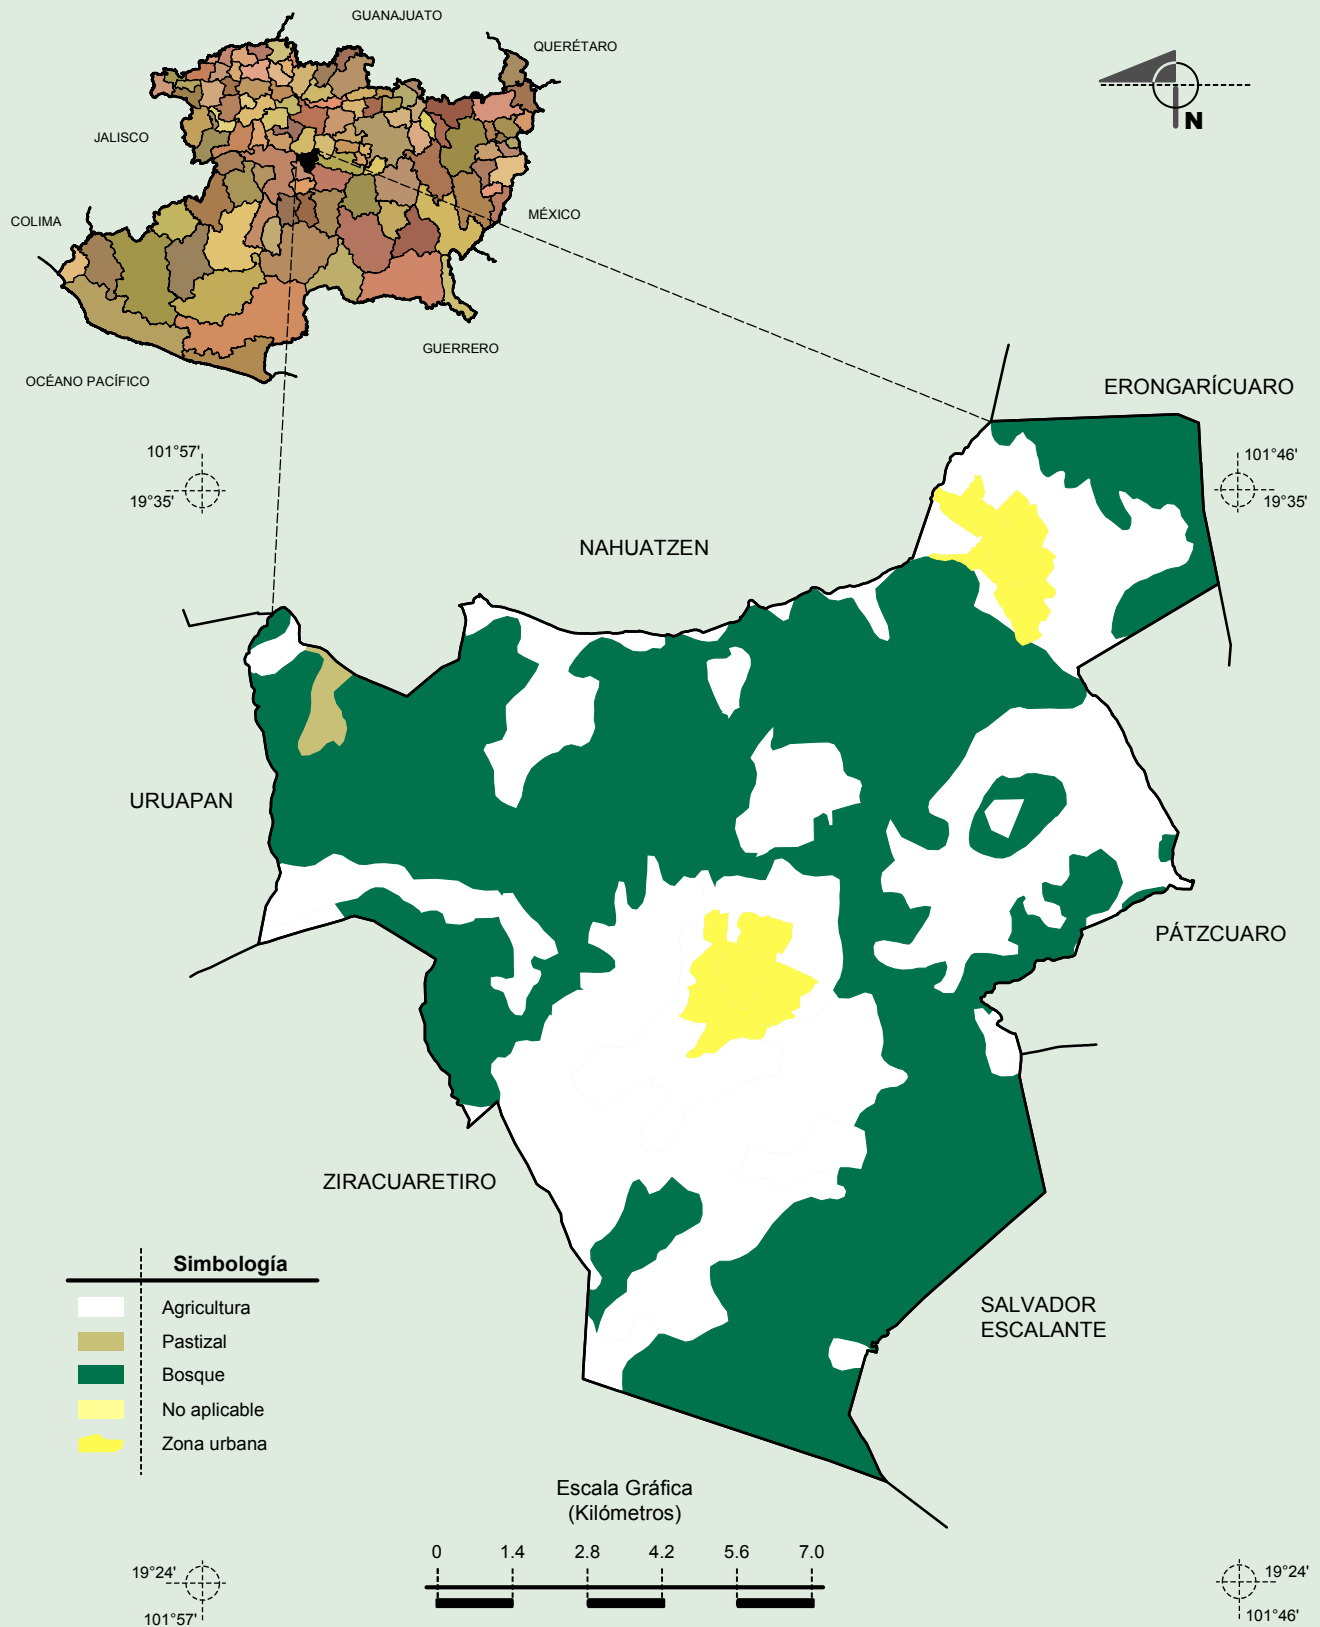 GUANAJUATO
QUERÉTARO
JALISCO
COLIMA
MÉXICO
GUERRERO
OCÉANO PACÍFICO
N
ERONGARÍCUARO
101°57'
19°35'
101°46'
19°35'
NAHUATZEN
URUAPAN
PÁTZCUARO
ZIRACUARETIRO
SALVADOR
ESCALANTE
Simbología
Agricultura
Pastizal
Bosque
No aplicable
Zona urbana
Escala Gráfica
(Kilómetros)
0 1.4 2.8 4.2 5.6 7.0
19°24'
101°57'
19°24'
101°46'